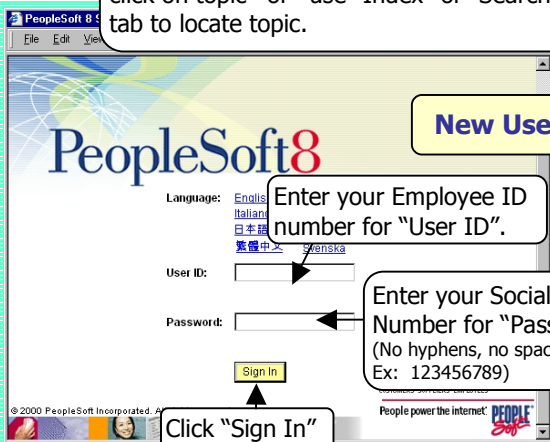 click on topic or use Index or Search
tab to locate topic.
PeopleSoft 8
File Edit View
PeopleSoft8
New Use
Language:
Enter your Employee ID
number for “User ID”.
日本語
繁體中文 Svenska
User ID:
Enter your Social
Number for “Pass
(No hyphens, no spac
Ex: 123456789)
Password:
Sign In
© 2000 PeopleSoft Incorporated. A
Click “Sign In”
People power the internet.
PEOPLE
Soft